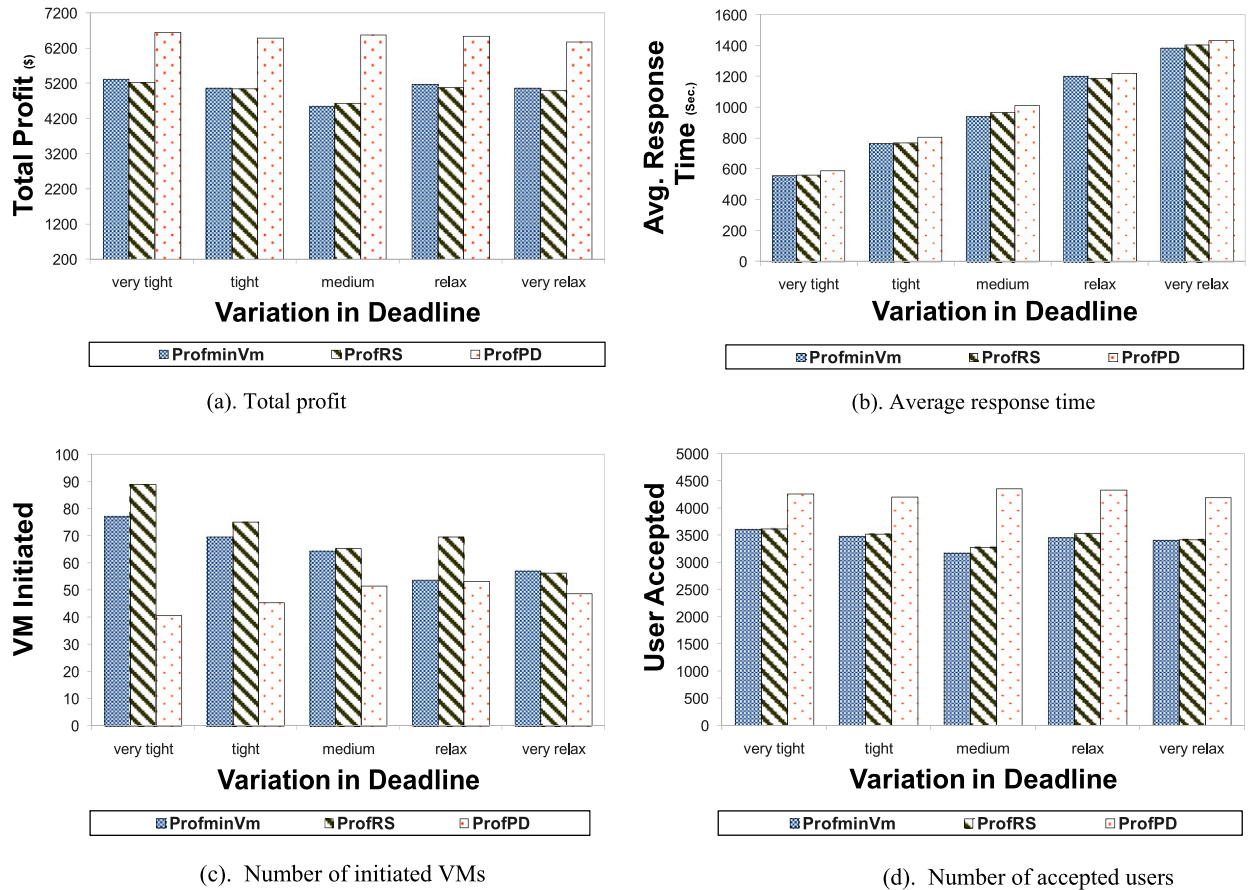 Total Profit ($)
7200
6200
5200
4200
3200
2200
1200
200
very tight tight medium relax very relax
Variation in Deadline
ProfminVm ProfRS ProfPD
(a). Total profit
Avg. Response
Time (Sec.)
1600
1400
1200
1000
800
600
400
200
0
very tight tight medium relax very relax
Variation in Deadline
ProfminVm ProfRS ProfPD
(b). Average response time
VM Initiated
100
90
80
70
60
50
40
30
20
10
0
very tight tight medium relax very relax
Variation in Deadline
ProfminVm ProfRS ProfPD
(c). Number of initiated VMs
User Accepted
5000
4500
4000
3500
3000
2500
2000
1500
1000
500
0
very tight tight medium relax very relax
Variation in Deadline
ProfminVm ProfRS ProfPD
(d). Number of accepted users